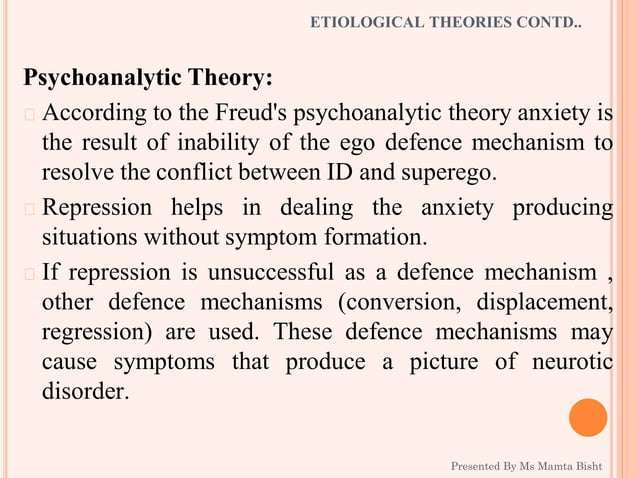 ETIOLOGICAL THEORIES CONTD..
Psychoanalytic Theory:
According to the Freud's psychoanalytic theory anxiety is
the result of inability of the ego defence mechanism to
resolve the conflict between ID and superego.
Repression helps in dealing the anxiety producing
situations without symptom formation.
If repression is unsuccessful as a defence mechanism ,
other defence mechanisms (conversion, displacement,
regression) are used. These defence mechanisms may
cause symptoms that produce a picture of neurotic
disorder.
Presented By Ms Mamta Bisht